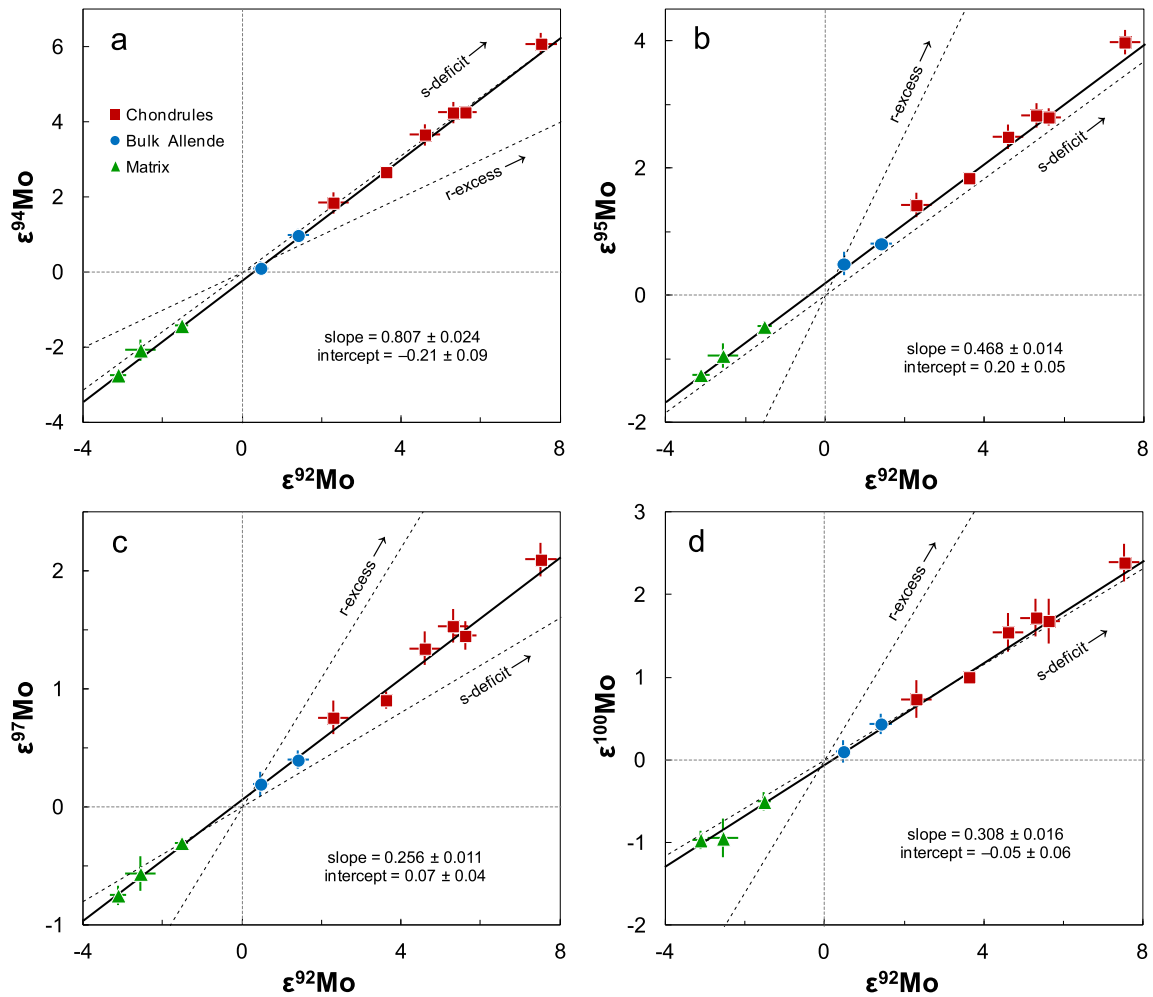 a
6
4
2
0
-2
-4
-4
0
4
8
ε94Mo
ε92Mo
Chondrules
Bulk Allende
Matrix
s-deficit →
r-excess →
slope = 0.807 ± 0.024
intercept = –0.21 ± 0.09
b
4
2
0
-2
-4
0
4
8
ε95Mo
ε92Mo
r-excess →
s-deficit →
slope = 0.468 ± 0.014
intercept = 0.20 ± 0.05
c
2
1
0
-1
-4
0
4
8
ε97Mo
ε92Mo
r-excess →
s-deficit →
slope = 0.256 ± 0.011
intercept = 0.07 ± 0.04
d
3
2
1
0
-1
-2
-4
0
4
8
ε100Mo
ε92Mo
r-excess →
s-deficit →
slope = 0.308 ± 0.016
intercept = –0.05 ± 0.06